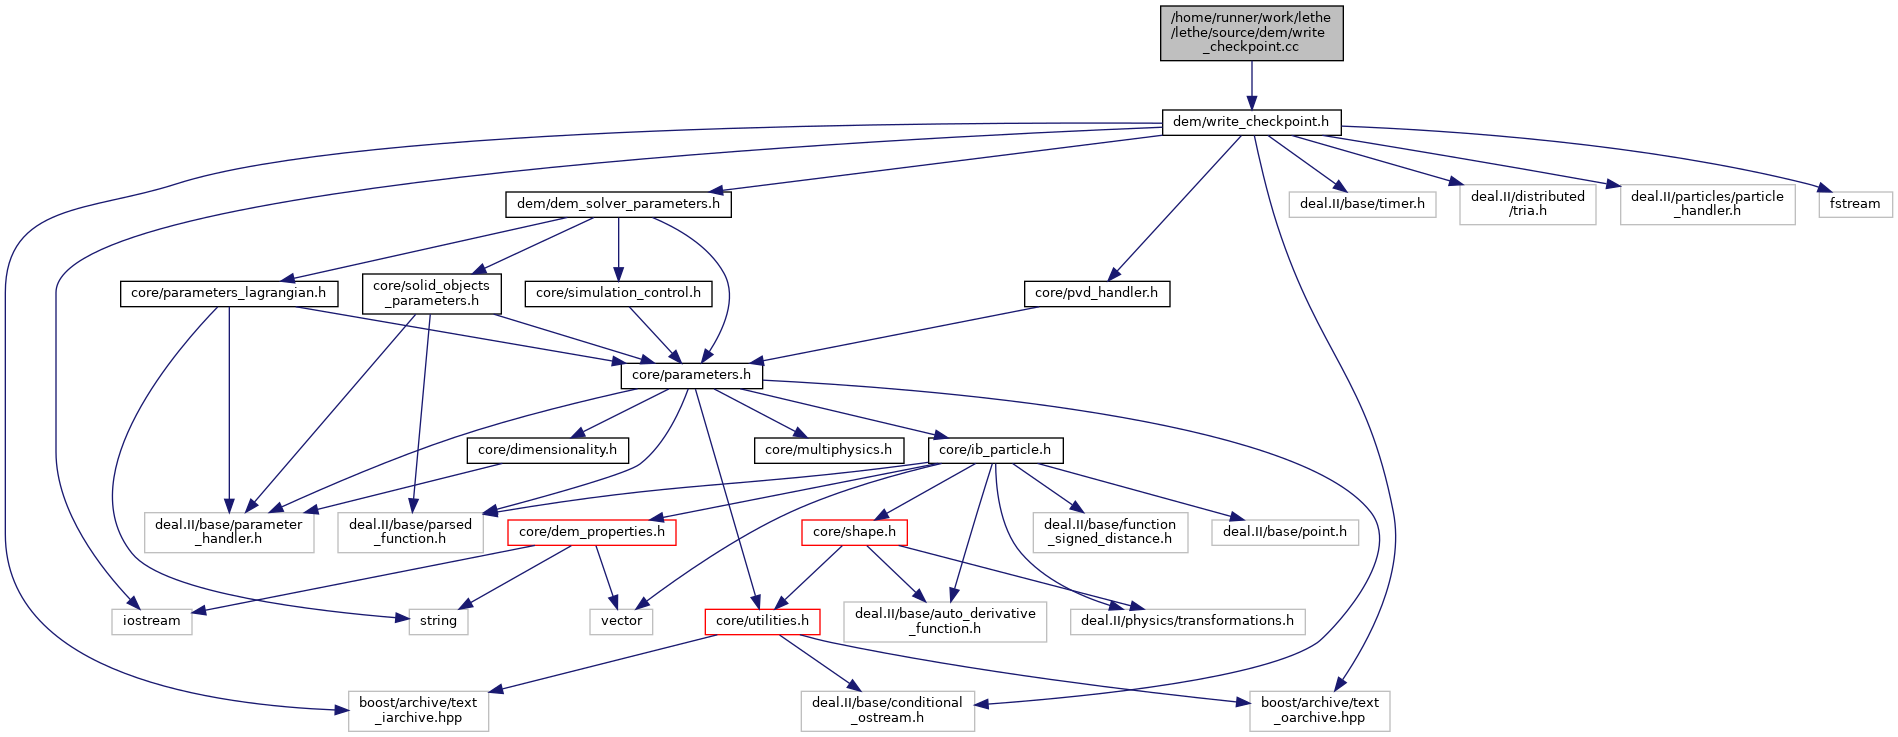 /home/runner/work/lethe
/lethe/source/dem/write
_checkpoint.cc
dem/write_checkpoint.h
dem/dem_solver_parameters.h
deal.II/base/timer.h
deal.II/distributed
/tria.h
deal.II/particles/particle
_handler.h
fstream
core/parameters_lagrangian.h
core/solid_objects
_parameters.h
core/simulation_control.h
core/pvd_handler.h
core/parameters.h
core/dimensionality.h
core/multiphysics.h
core/ib_particle.h
deal.II/base/parameter
_handler.h
deal.II/base/parsed
_function.h
core/dem_properties.h
core/shape.h
deal.II/base/function
_signed_distance.h
deal.II/base/point.h
iostream
string
vector
core/utilities.h
deal.II/base/auto_derivative
_function.h
deal.II/physics/transformations.h
boost/archive/text
_iarchive.hpp
deal.II/base/conditional
_ostream.h
boost/archive/text
_oarchive.hpp